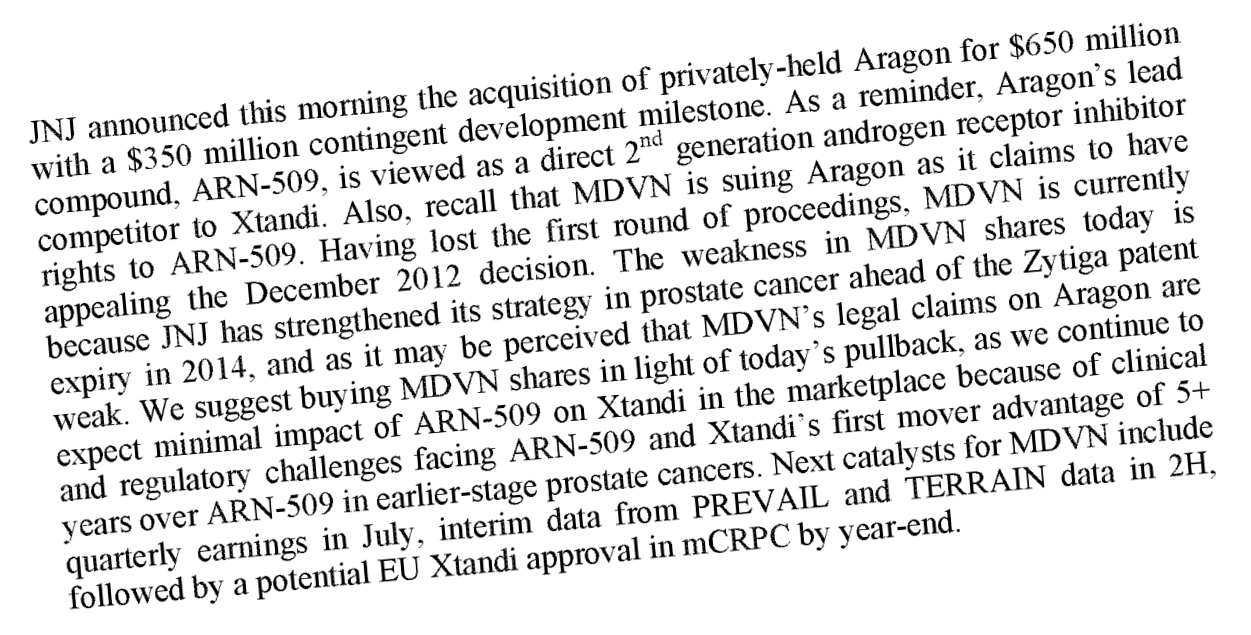 JNJ announced this morning the acquisition of privately-held Aragon for $650 million
with a $350 million contingent development milestone. As a reminder, Aragon's lead
compound, ARN-509, is viewed as a direct 2nd generation androgen receptor inhibitor
competitor to Xtandi. Also, recall that MDVN is suing Aragon as it claims to have
rights to ARN-509. Having lost the first round of proceedings, MDVN is currently
appealing the December 2012 decision. The weakness in MDVN shares today is
because JNJ has strengthened its strategy in prostate cancer ahead of the Zytiga patent
expiry in 2014, and as it may be perceived that MDVN's legal claims on Aragon are
weak. We suggest buying MDVN shares in light of today's pullback, as we continue to
expect minimal impact of ARN-509 on Xtandi in the marketplace because of clinical
and regulatory challenges facing ARN-509 and Xtandi's first mover advantage of 5+
years over ARN-509 in earlier-stage prostate cancers. Next catalysts for MDVN include
quarterly earnings in July, interim data from PREVAIL and TERRAIN data in 2H,
followed by a potential EU Xtandi approval in mCRPC by year-end.